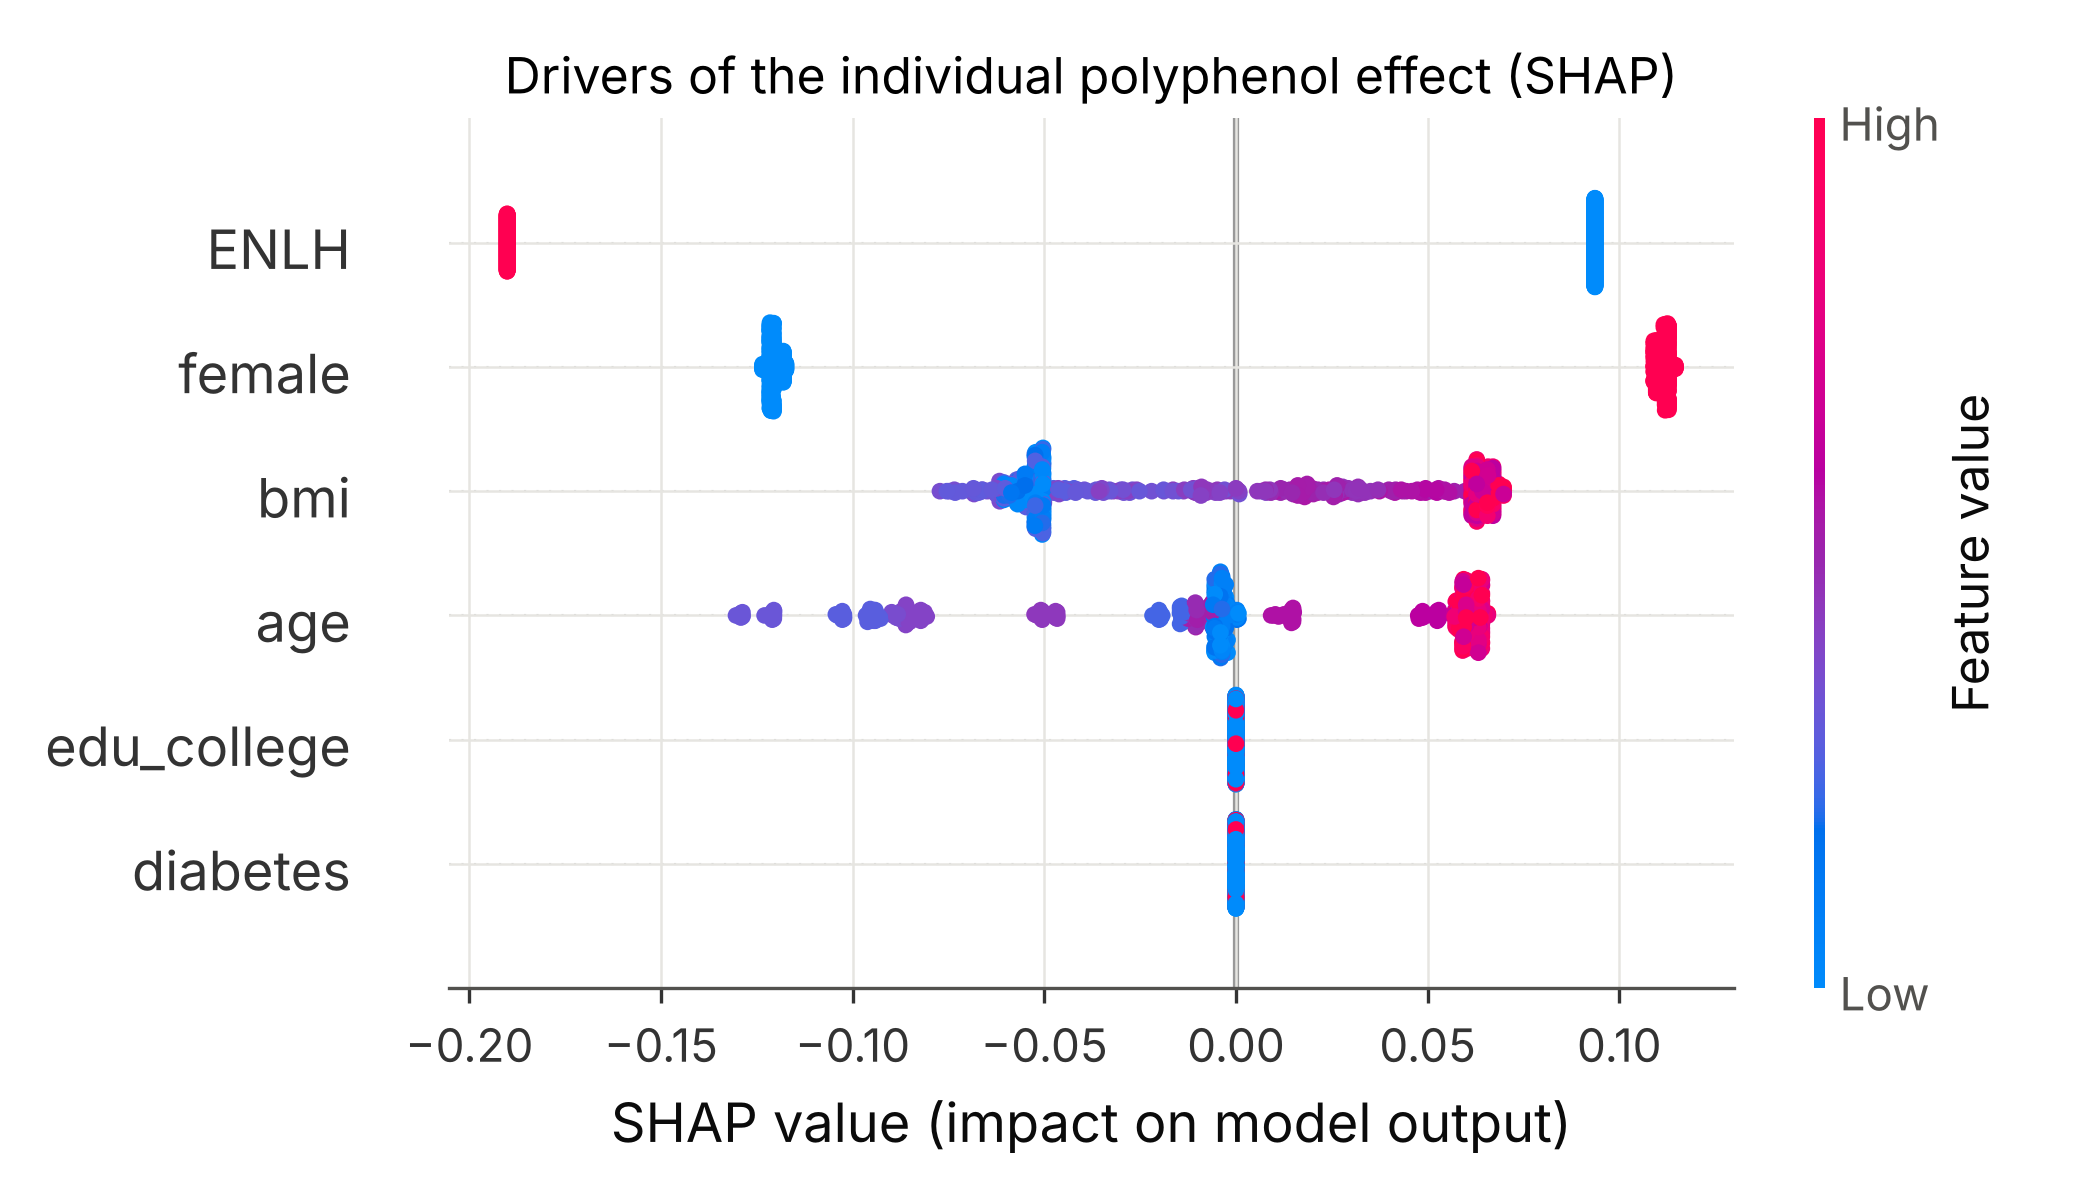 Drivers of the individual polyphenol effect (SHAP)
High
ENLH
female
bmi
age
edu_college
diabetes
Feature value
Low
−0.20 −0.15 −0.10 −0.05 0.00 0.05 0.10
SHAP value (impact on model output)